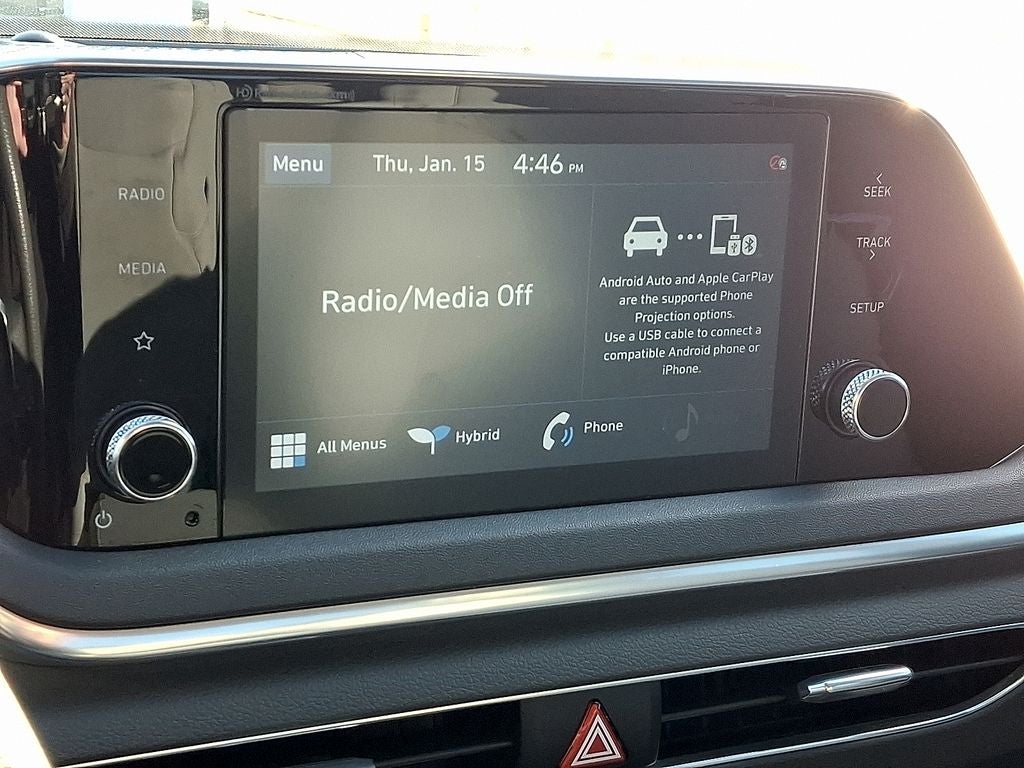 HD Radio
Menu
Thu, Jan. 15
4:46 PM
RADIO
MEDIA
Radio/Media Off
Android Auto and Apple CarPlay
are the supported Phone
Projection options.
Use a USB cable to connect a
compatible Android phone or
iPhone.
All Menus
Hybrid
Phone
SEEK
TRACK
SETUP